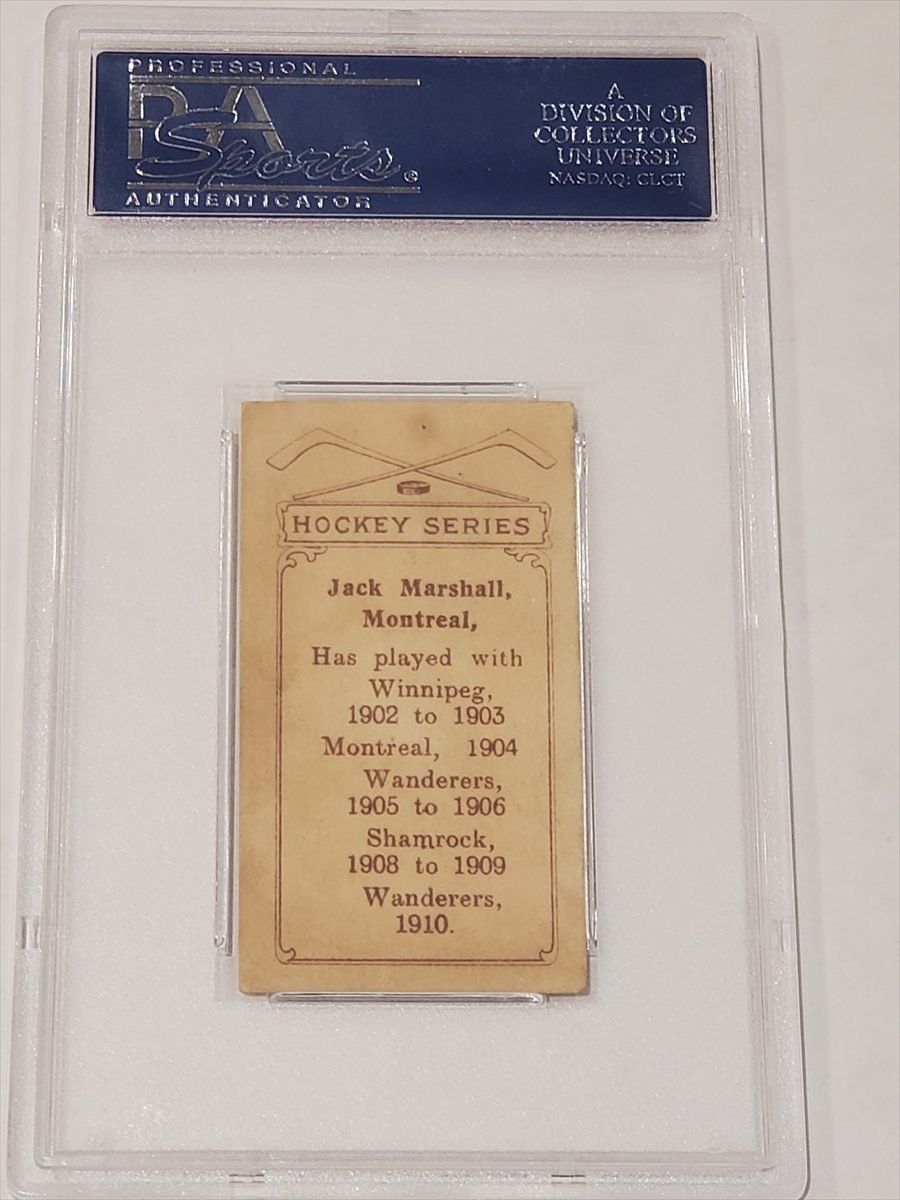 PROFESSIONAL
PSA
Sports®
AUTHENTICATOR
A
DIVISION OF
COLLECTORS
UNIVERSE
NASDAQ: CLCT
HOCKEY SERIES
Jack Marshall,
Montreal,
Has played with
Winnipeg,
1902 to 1903
Montreal, 1904
Wanderers,
1905 to 1906
Shamrock,
1908 to 1909
Wanderers,
1910.